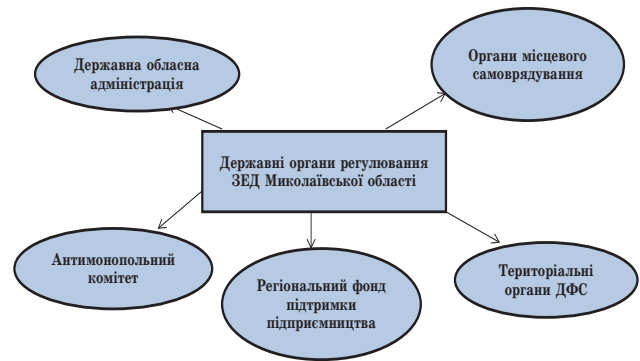 Державна обласна
адміністрація
Органи місцевого
самоврядування
Державні органи регулювання
ЗЕД Миколаївської області
Антимонопольний
комітет
Регіональний фонд
підтримки
підприємництва
Територіальні
органи ДФС